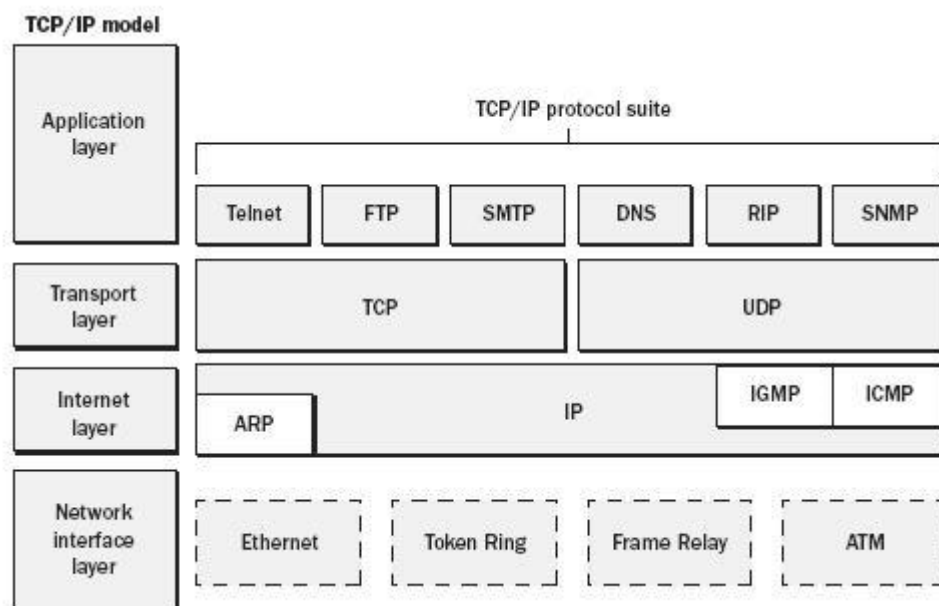 TCP/IP model
Application
layer
TCP/IP protocol suite
Telnet
FTP
SMTP
DNS
RIP
SNMP
Transport
layer
TCP
UDP
Internet
layer
ARP
IP
IGMP
ICMP
Network
interface
layer
Ethernet
Token Ring
Frame Relay
ATM